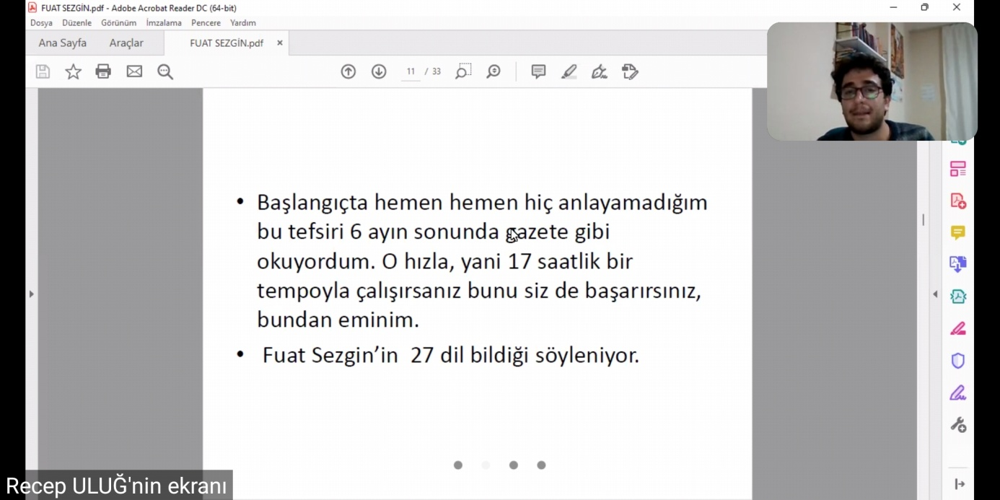 FUAT SEZGİN.pdf - Adobe Acrobat Reader DC (64-bit)
Dosya Düzenle Görünüm İmzalama Pencere Yardım
Ana Sayfa Araçlar FUAT SEZGİN.pdf ×
11 / 33
• Başlangıçta hemen hemen hiç anlayamadığım
bu tefsiri 6 ayın sonunda gazete gibi
okuyordum. O hızla, yani 17 saatlik bir
tempoyla çalışırsanız bunu siz de başarırsınız,
bundan eminim.
• Fuat Sezgin’in 27 dil bildiği söyleniyor.
Recep ULUĞ'nin ekranı